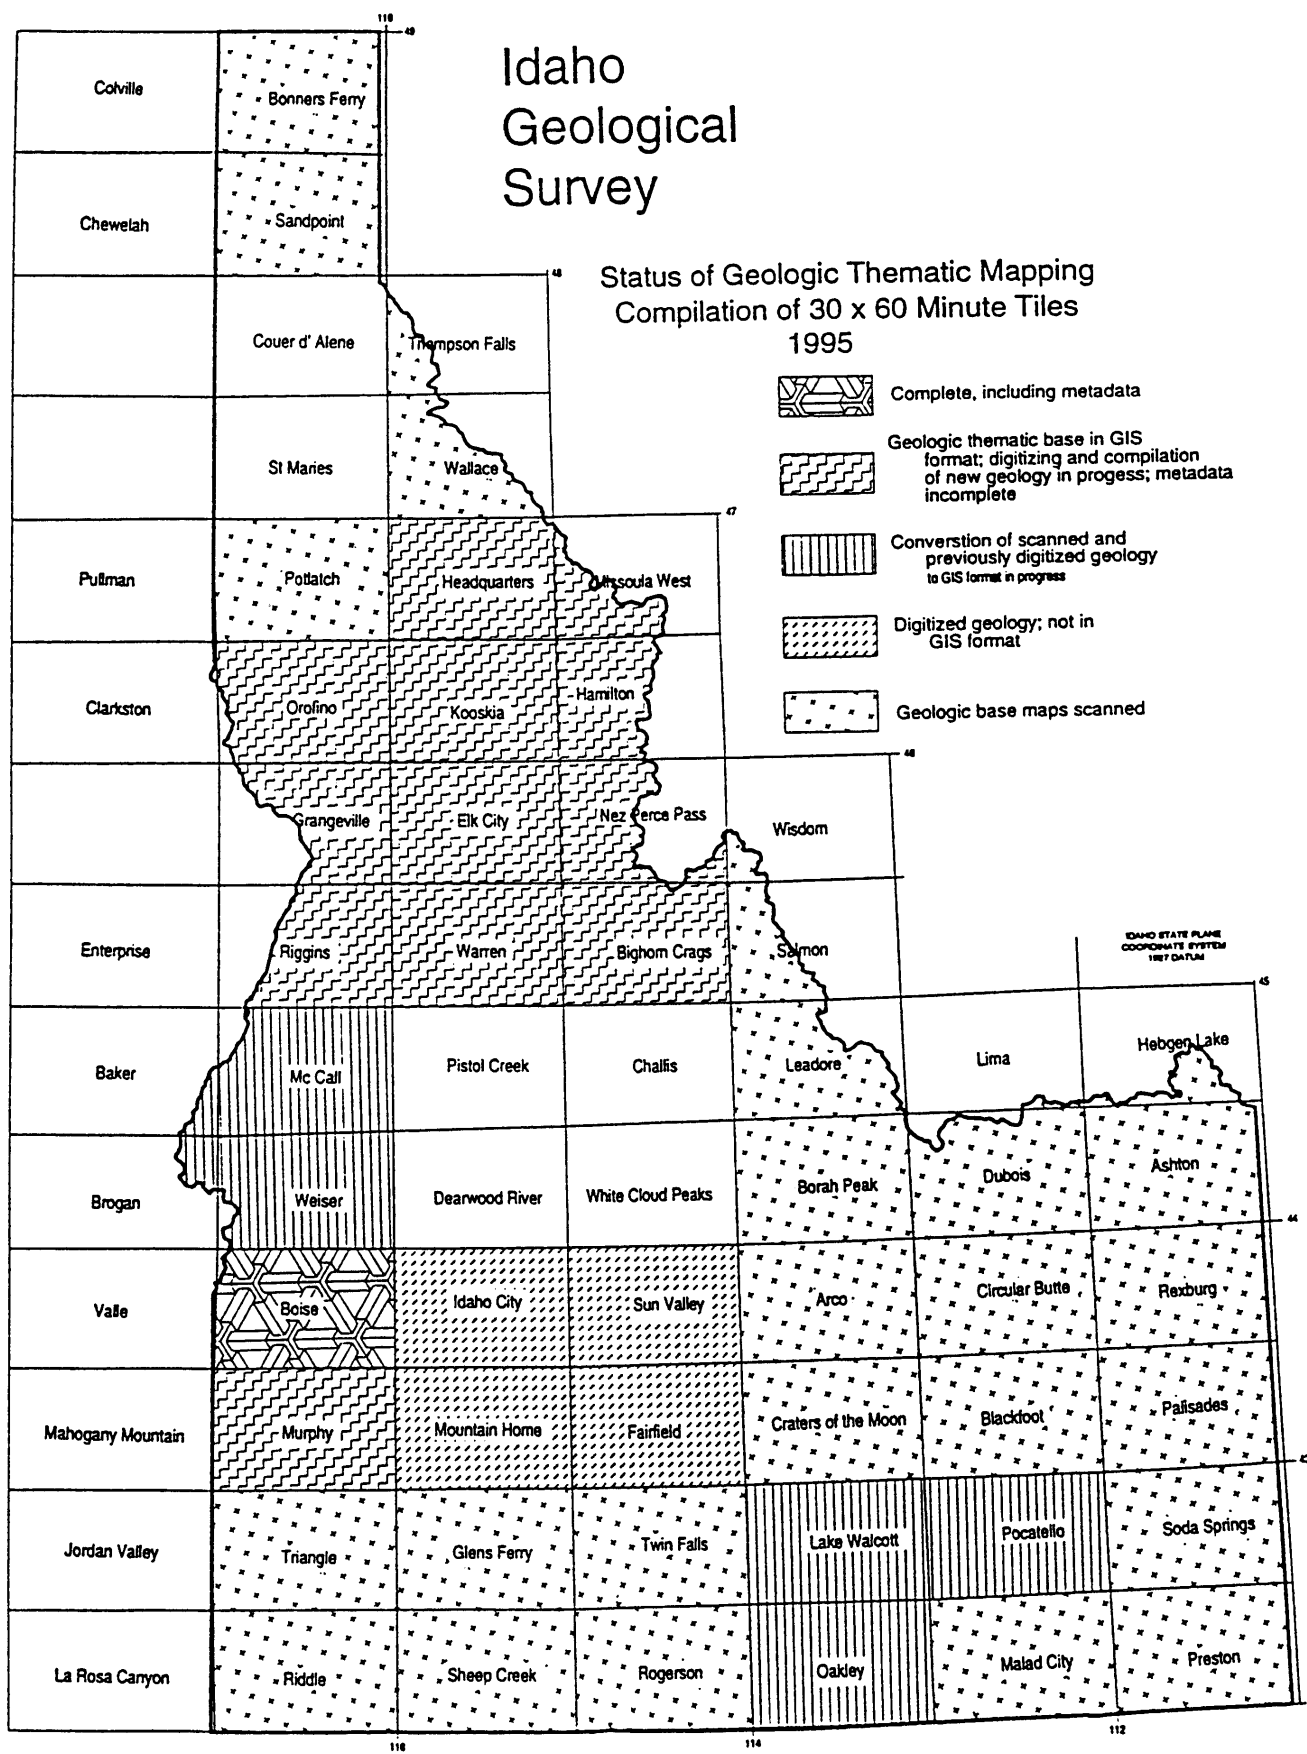 Idaho
Geological
Survey
Status of Geologic Thematic Mapping
Compilation of 30 x 60 Minute Tiles
1995
Complete, including metadata
Geologic thematic base in GIS
format; digitizing and compilation
of new geology in progess; metadata
incomplete
Converstion of scanned and
previously digitized geology
to GIS format in progress
Digitized geology; not in
GIS format
Geologic base maps scanned
IDAHO STATE PLANE
COORDINATE SYSTEM
1927 DATUM
49
Colville
Bonners Ferry
Chewelah
Sandpoint
48
Couer d' Alene
Thompson Falls
St Maries
Wallace
47
Pullman
Potlatch
Headquarters
Missoula West
Clarkston
Orofino
Kooskia
Hamilton
46
Grangeville
Elk City
Nez Perce Pass
Wisdom
Enterprise
Riggins
Warren
Bighorn Crags
Salmon
45
Baker
Mc Call
Pistol Creek
Challis
Leadore
Lima
Hebgen Lake
Brogan
Weiser
Dearwood River
White Cloud Peaks
Borah Peak
Dubois
Ashton
44
Valle
Boise
Idaho City
Sun Valley
Arco
Circular Butte
Rexburg
Mahogany Mountain
Murphy
Mountain Home
Fairfield
Craters of the Moon
Blackfoot
Palisades
Jordan Valley
Triangle
Glens Ferry
Twin Falls
Lake Walcott
Pocatello
Soda Springs
La Rosa Canyon
Riddle
Sheep Creek
Rogerson
Oakley
Malad City
Preston
114
112